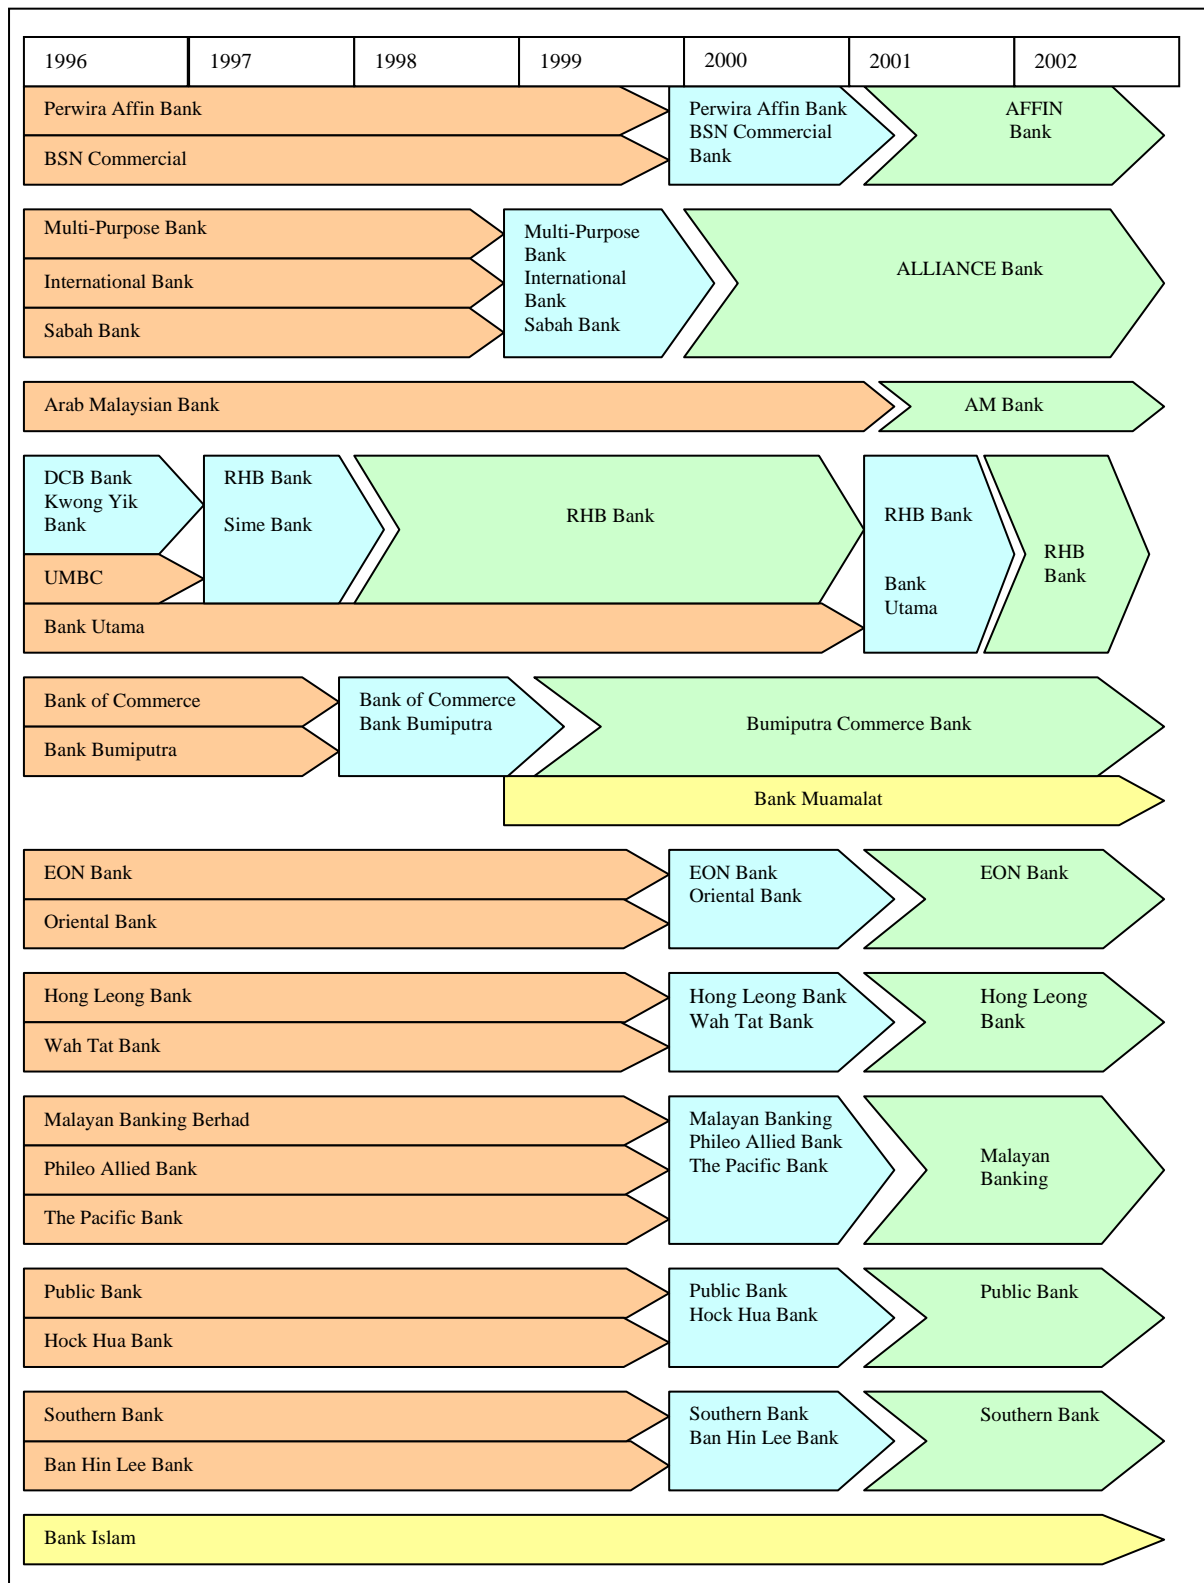 1996 1997 1998 1999 2000 2001 2002
Perwira Affin Bank
BSN Commercial
Perwira Affin Bank
BSN Commercial
Bank
AFFIN
Bank
Multi-Purpose Bank
International Bank
Sabah Bank
Multi-Purpose
Bank
International
Bank
Sabah Bank
ALLIANCE Bank
Arab Malaysian Bank
AM Bank
DCB Bank
Kwong Yik
Bank
UMBC
Bank Utama
RHB Bank
Sime Bank
RHB Bank
RHB Bank
Bank
Utama
RHB
Bank
Bank of Commerce
Bank Bumiputra
Bank of Commerce
Bank Bumiputra
Bumiputra Commerce Bank
Bank Muamalat
EON Bank
Oriental Bank
EON Bank
Oriental Bank
EON Bank
Hong Leong Bank
Wah Tat Bank
Hong Leong Bank
Wah Tat Bank
Hong Leong
Bank
Malayan Banking Berhad
Phileo Allied Bank
The Pacific Bank
Malayan Banking
Phileo Allied Bank
The Pacific Bank
Malayan
Banking
Public Bank
Hock Hua Bank
Public Bank
Hock Hua Bank
Public Bank
Southern Bank
Ban Hin Lee Bank
Southern Bank
Ban Hin Lee Bank
Southern Bank
Bank Islam